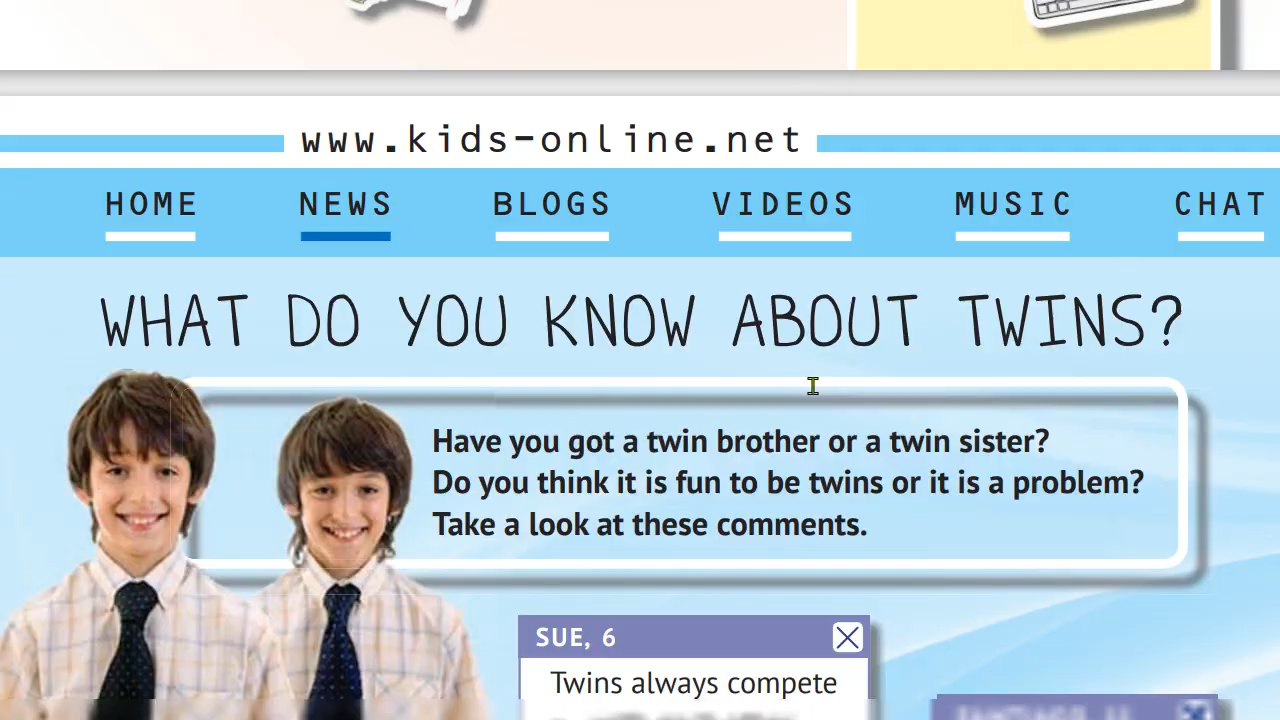 www.kids-online.net
HOME NEWS BLOGS VIDEOS MUSIC CHAT
WHAT DO YOU KNOW ABOUT TWINS?
Have you got a twin brother or a twin sister?
Do you think it is fun to be twins or it is a problem?
Take a look at these comments.
SUE, 6
Twins always compete